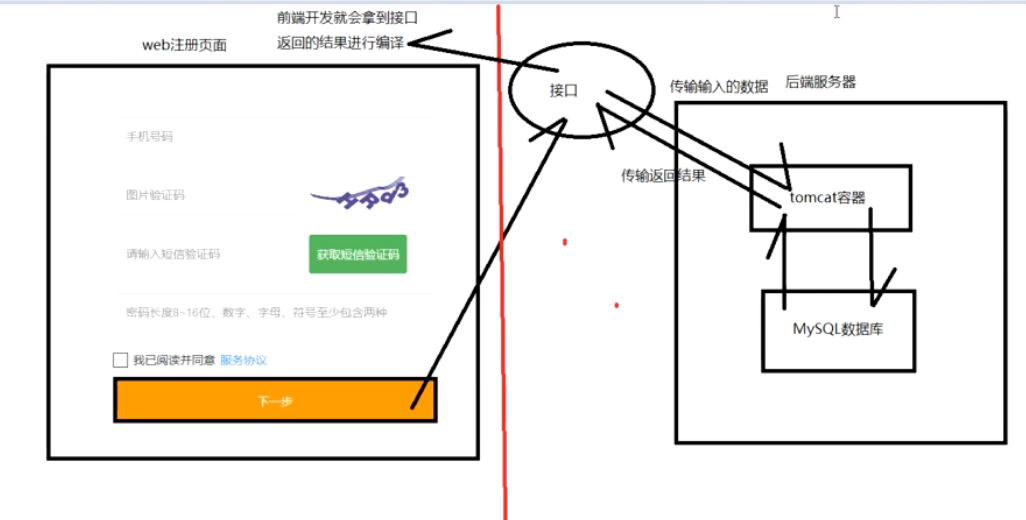 前端开发就会拿到接口
返回的结果进行编译
web注册页面
手机号码
图片验证码
请输入短信验证码
获取短信验证码
密码长度8~16位，数字、字母、符号至少包含两种
我已阅读并同意 服务协议
下一步
接口
传输输入的数据
后端服务器
传输返回结果
tomcat容器
MySQL数据库